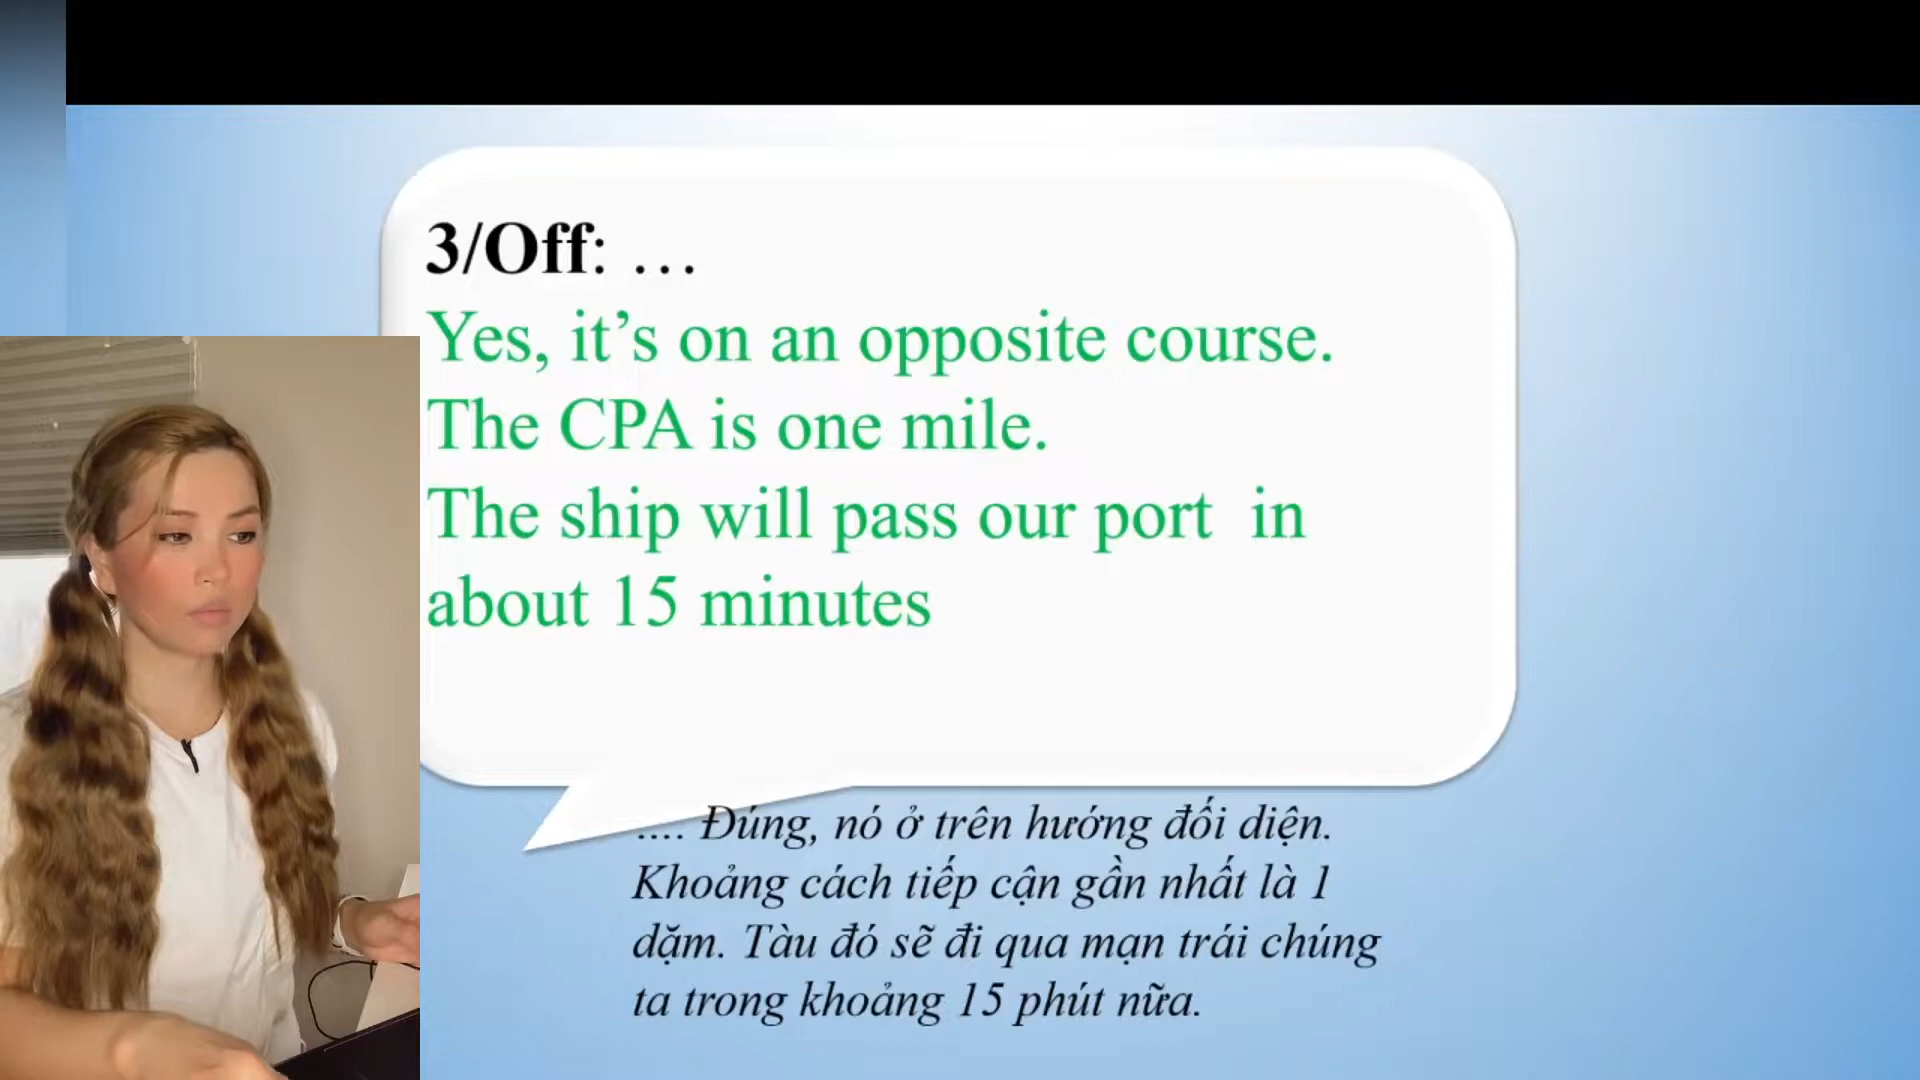 3/Off: …
Yes, it’s on an opposite course.
The CPA is one mile.
The ship will pass our port in
about 15 minutes
.... Đúng, nó ở trên hướng đối diện.
Khoảng cách tiếp cận gần nhất là 1
dặm. Tàu đó sẽ đi qua mạn trái chúng
ta trong khoảng 15 phút nữa.